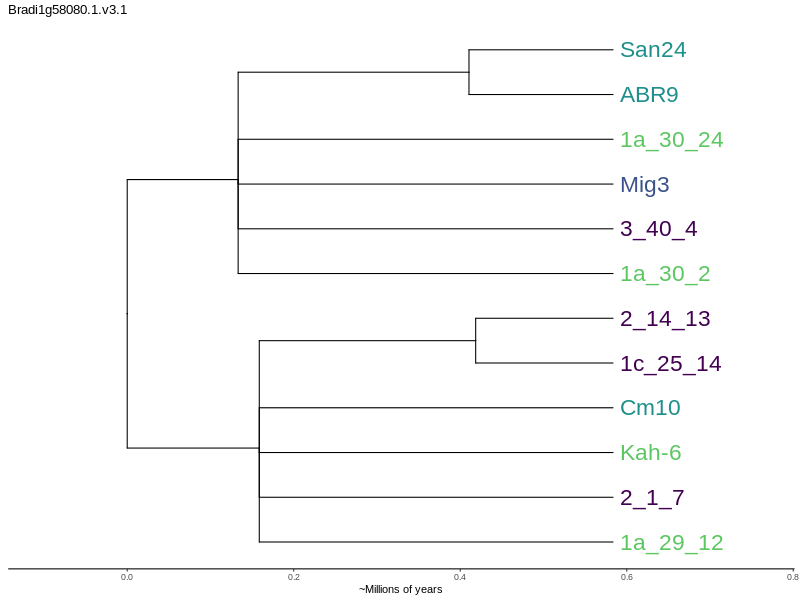 Bradi1g58080.1.v3.1
San24
ABR9
1a_30_24
Mig3
3_40_4
1a_30_2
2_14_13
1c_25_14
Cm10
Kah-6
2_1_7
1a_29_12
0.0 0.2 0.4 0.6 0.8
~Millions of years